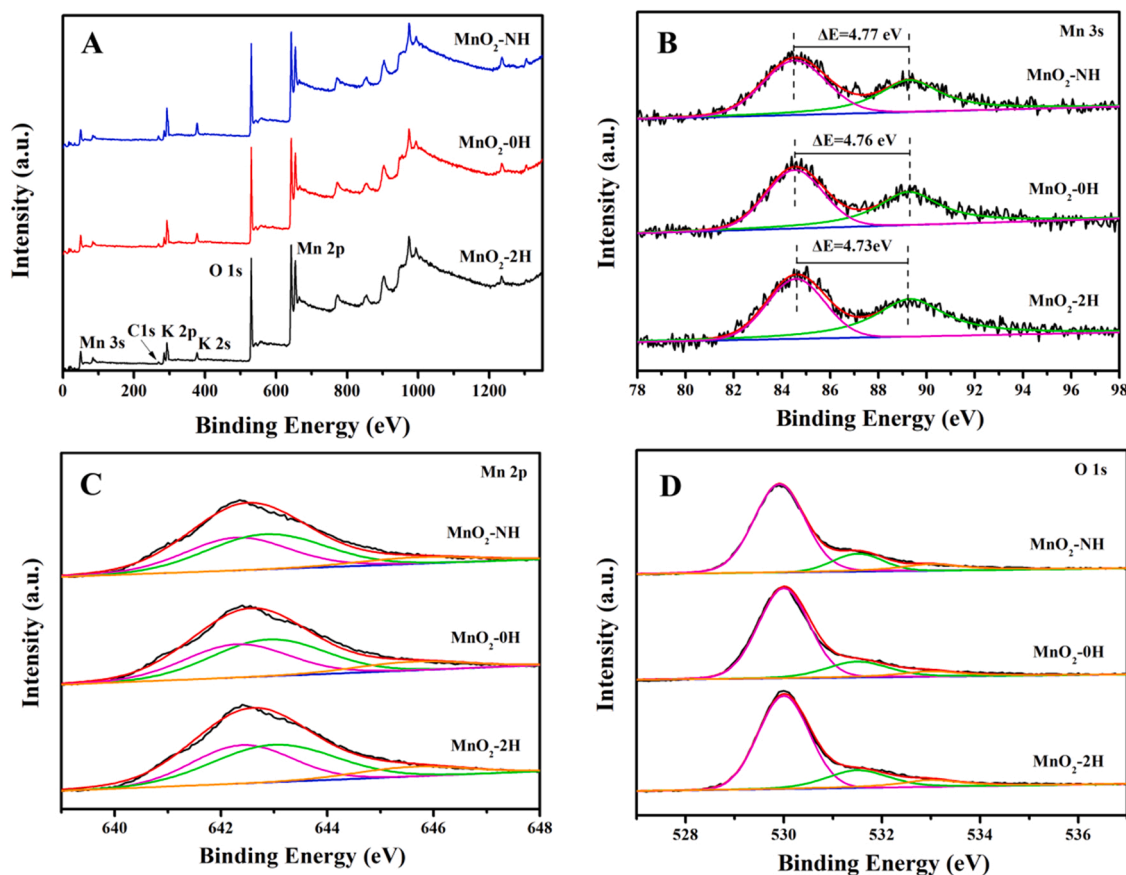 A
MnO₂-NH
MnO₂-0H
MnO₂-2H
Mn 2p
O 1s
C1s K 2p
Mn 3s
K 2s
0 200 400 600 800 1000 1200
Binding Energy (eV)
Intensity (a.u.)
B
Mn 3s
ΔE=4.77 eV
MnO₂-NH
ΔE=4.76 eV
MnO₂-0H
ΔE=4.73eV
MnO₂-2H
78 80 82 84 86 88 90 92 94 96 98
Binding Energy (eV)
Intensity (a.u.)
C
Mn 2p
MnO₂-NH
MnO₂-0H
MnO₂-2H
640 642 644 646 648
Binding Energy (eV)
Intensity (a.u.)
D
O 1s
MnO₂-NH
MnO₂-0H
MnO₂-2H
528 530 532 534 536
Binding Energy (eV)
Intensity (a.u.)